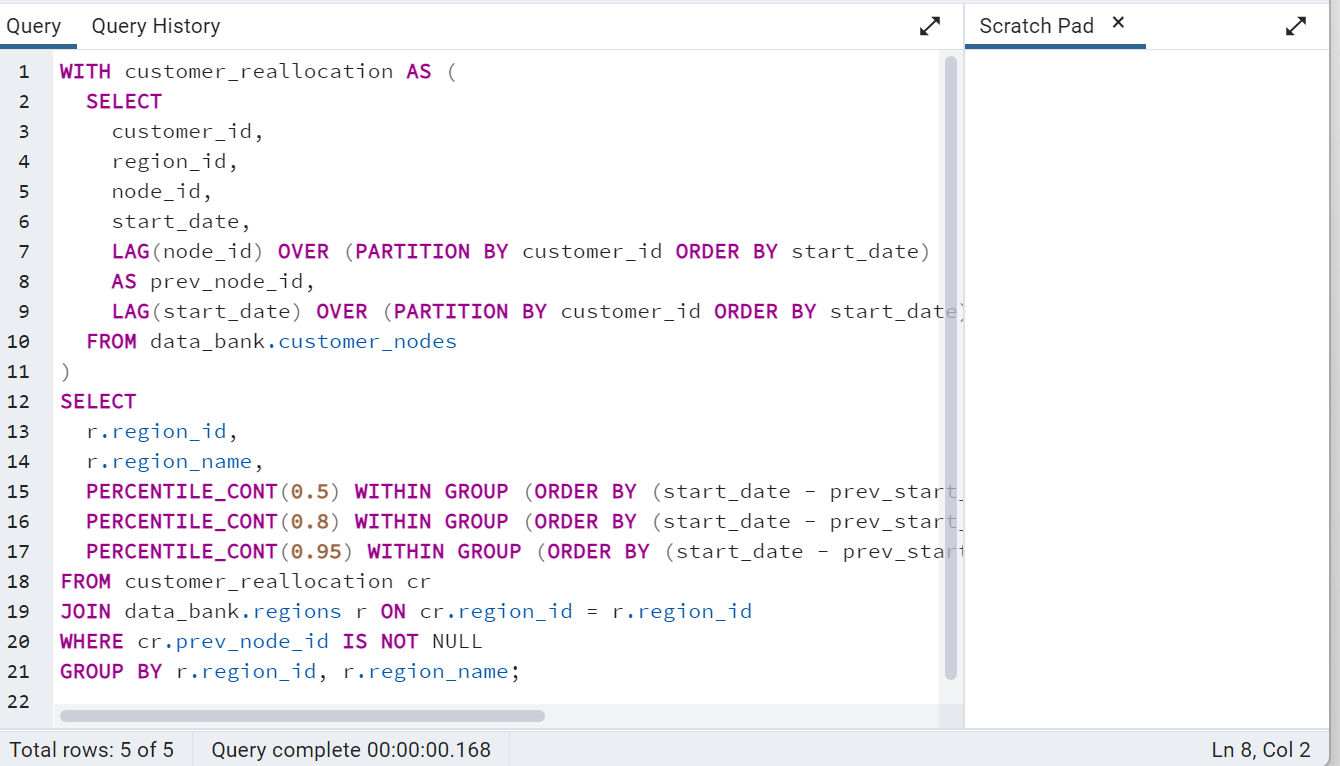 Query Query History Scratch Pad ×
1 WITH customer_reallocation AS (
2 SELECT
3 customer_id,
4 region_id,
5 node_id,
6 start_date,
7 LAG(node_id) OVER (PARTITION BY customer_id ORDER BY start_date)
8 AS prev_node_id,
9 LAG(start_date) OVER (PARTITION BY customer_id ORDER BY start_date)
10 FROM data_bank.customer_nodes
11 )
12 SELECT
13 r.region_id,
14 r.region_name,
15 PERCENTILE_CONT(0.5) WITHIN GROUP (ORDER BY (start_date - prev_start_
16 PERCENTILE_CONT(0.8) WITHIN GROUP (ORDER BY (start_date - prev_start_
17 PERCENTILE_CONT(0.95) WITHIN GROUP (ORDER BY (start_date - prev_start
18 FROM customer_reallocation cr
19 JOIN data_bank.regions r ON cr.region_id = r.region_id
20 WHERE cr.prev_node_id IS NOT NULL
21 GROUP BY r.region_id, r.region_name;
22
Total rows: 5 of 5 Query complete 00:00:00.168 Ln 8, Col 2